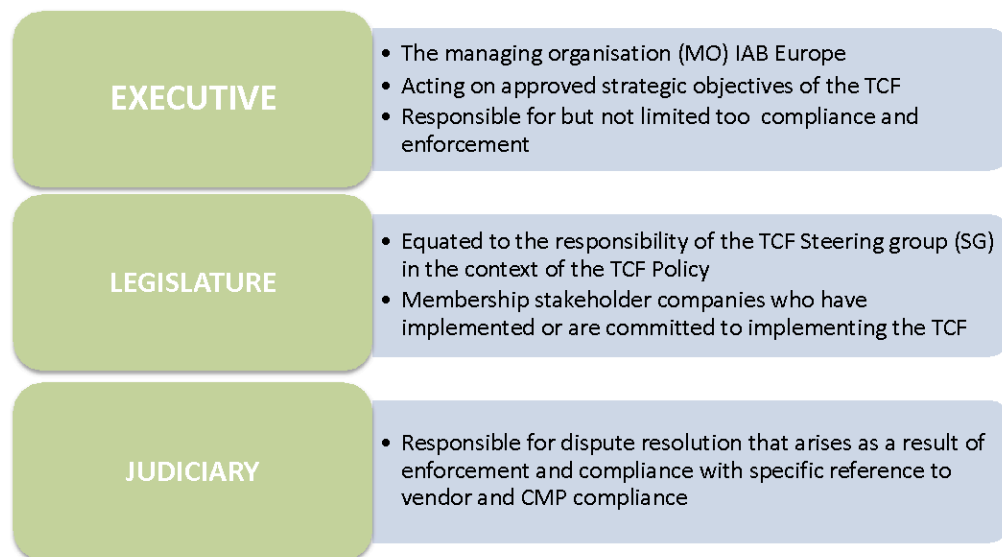 EXECUTIVE
• The managing organisation (MO) IAB Europe
• Acting on approved strategic objectives of the TCF
• Responsible for but not limited too  compliance and
enforcement
LEGISLATURE
• Equated to the responsibility of the TCF Steering group (SG)
in the context of the TCF Policy
• Membership stakeholder companies who have
implemented or are committed to implementing the TCF
JUDICIARY
• Responsible for dispute resolution that arises as a result of
enforcement and compliance with specific reference to
vendor and CMP compliance